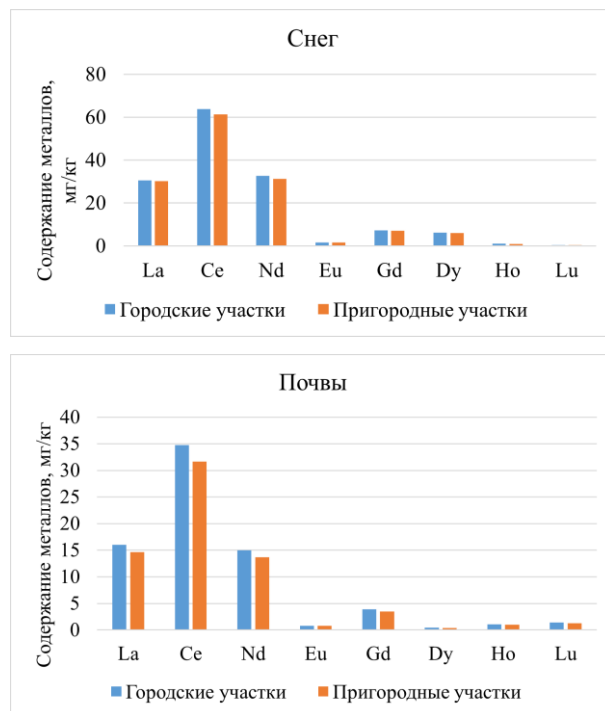 Снег
Содержание металлов,
мг/кг
80
60
40
20
0
La Ce Nd Eu Gd Dy Ho Lu
Городские участки Пригородные участки
Почвы
Содержание металлов, мг/кг
40
35
30
25
20
15
10
5
0
La Ce Nd Eu Gd Dy Ho Lu
Городские участки Пригородные участки